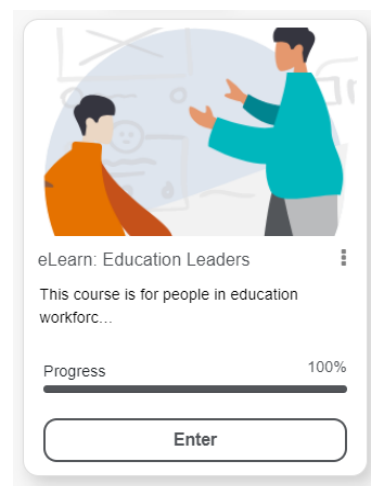 eLearn: Education Leaders
This course is for people in education
workforc...
Progress 100%
Enter